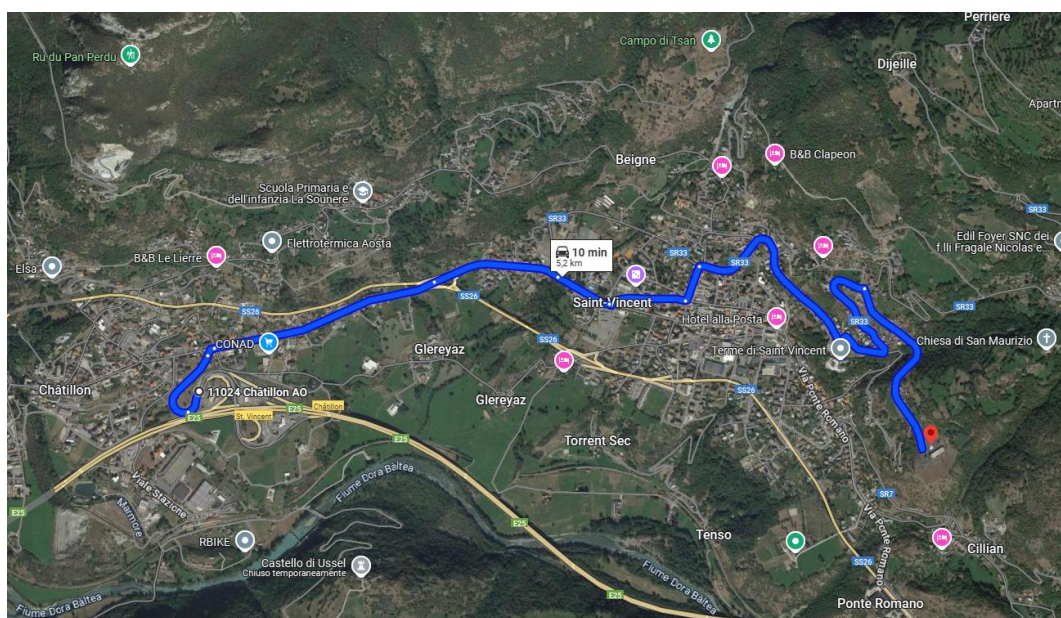 Perriere
Ru du Pan Perdu
Campo di Tsan
Dijeille
Apartm
Beigne
B&B Clapeon
Scuola Primaria e
dell'infanzia La Sounere
SR33
SR33
Elettrotermica Aosta
10 min
5,2 km
SR33
SR33
Edil Foyer SNC dei
f.lli Fragale Nicolas e...
B&B Le Lierre
Elsa
SS26
SS26
Saint-Vincent
SR33
SR33
Hotel alla Posta
CONAD
SS26
Glereyaz
Terme di Saint-Vincent
Chiesa di San Maurizio
Châtillon
11024 Châtillon AO
Glereyaz
SS26
Via Ponte Romano
E25
St. Vincent
E25
Châtillon
E25
Torrent Sec
Viale Stazione
Fiume Dora Baltea
SR7
E25
Marmore
RBIKE
Tenso
Via Ponte Romano
Cillian
Castello di Ussel
Chiuso temporaneamente
Fiume Dora Baltea
SS26
Fiume Dora Baltea
E25
Ponte Romano